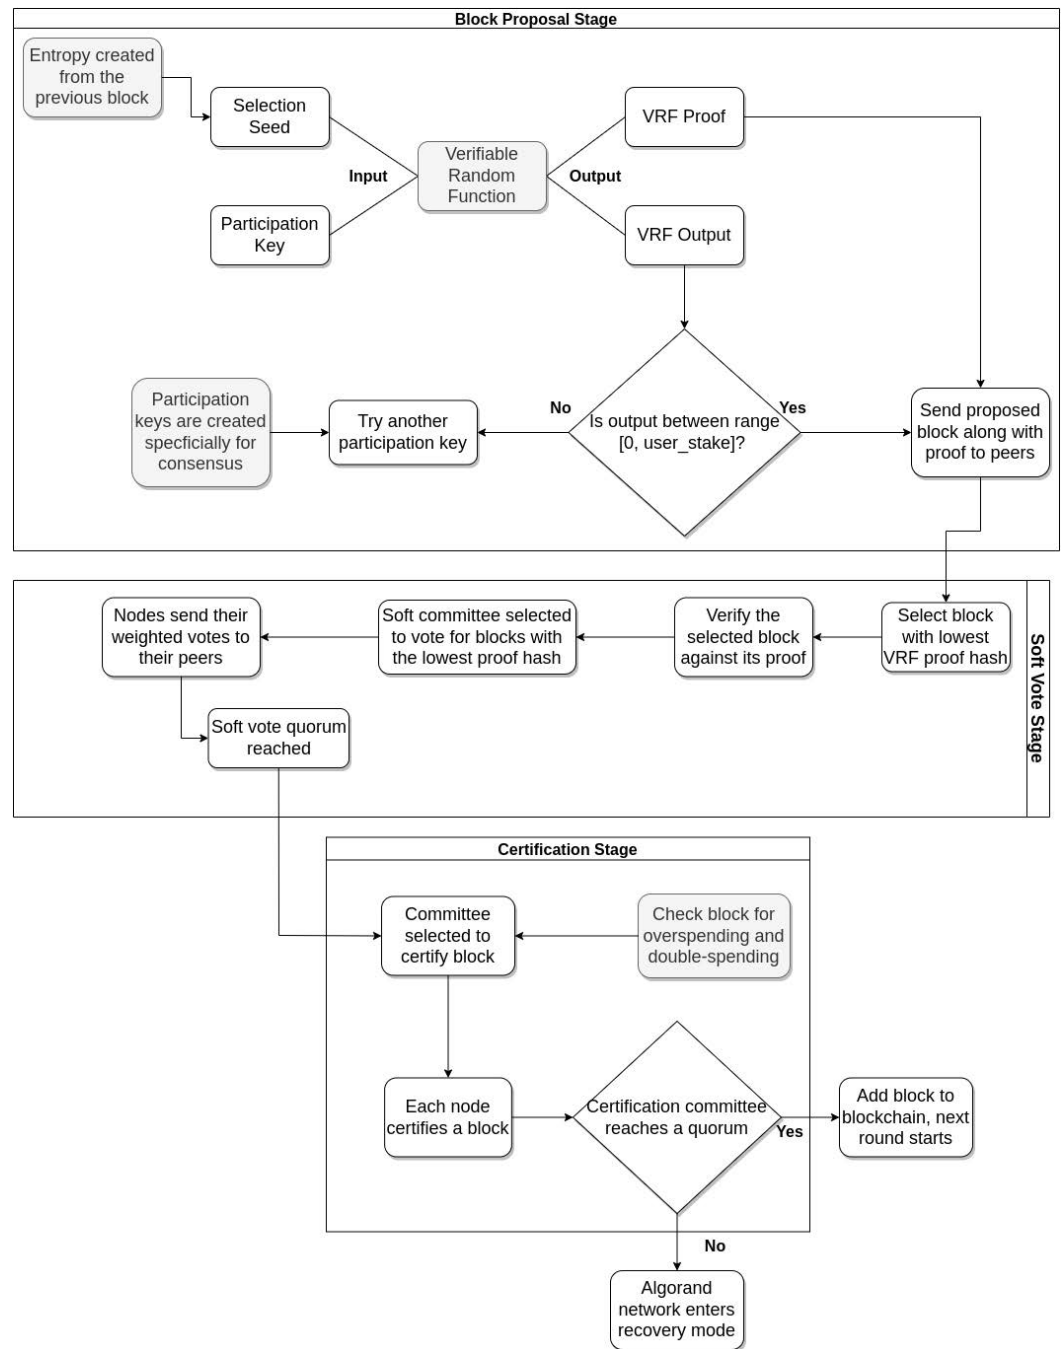 Block Proposal Stage
Entropy created
from the
previous block
Selection
Seed
Participation
Key
Input
Verifiable
Random
Function
Output
VRF Proof
VRF Output
Participation
keys are created
specficially for
consensus
Try another
participation key
No
Is output between range
[0, user_stake]?
Yes
Send proposed
block along with
proof to peers
Soft Vote Stage
Select block
with lowest
VRF proof hash
Verify the
selected block
against its proof
Soft committee selected
to vote for blocks with
the lowest proof hash
Nodes send their
weighted votes to
their peers
Soft vote quorum
reached
Certification Stage
Committee
selected to
certify block
Check block for
overspending and
double-spending
Each node
certifies a block
Certification committee
reaches a quorum
Yes
Add block to
blockchain, next
round starts
No
Algorand
network enters
recovery mode